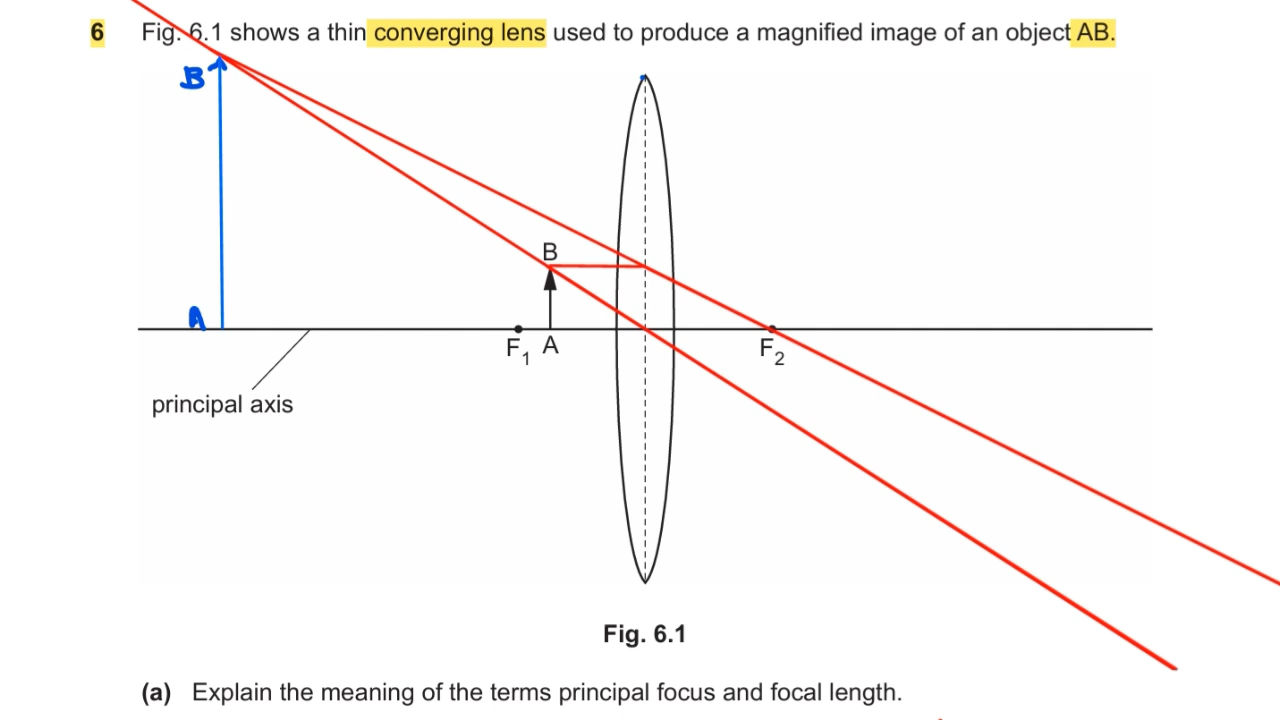 6 Fig. 6.1 shows a thin converging lens used to produce a magnified image of an object AB.
B
B
A
F1 A
F2
principal axis
Fig. 6.1
(a) Explain the meaning of the terms principal focus and focal length.